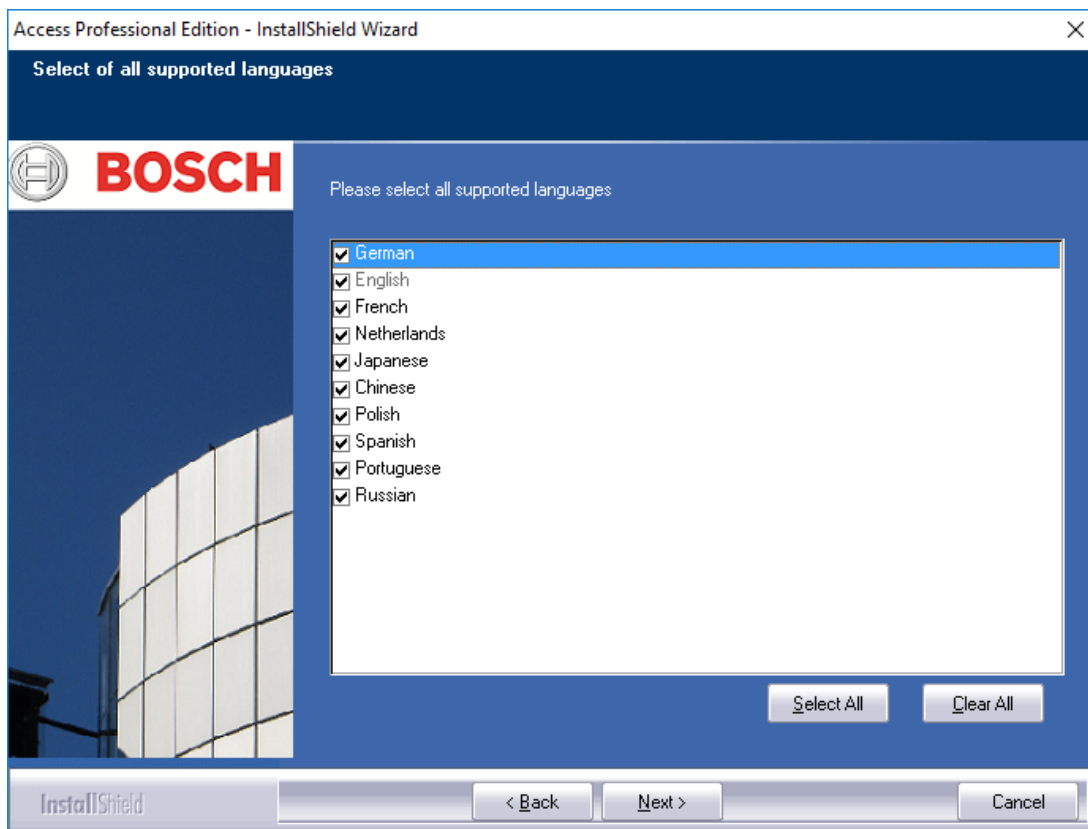 Access Professional Edition - InstallShield Wizard
Select of all supported languages
BOSCH
Please select all supported languages
German
English
French
Netherlands
Japanese
Chinese
Polish
Spanish
Portuguese
Russian
Select All
Clear All
InstallShield
< Back
Next >
Cancel